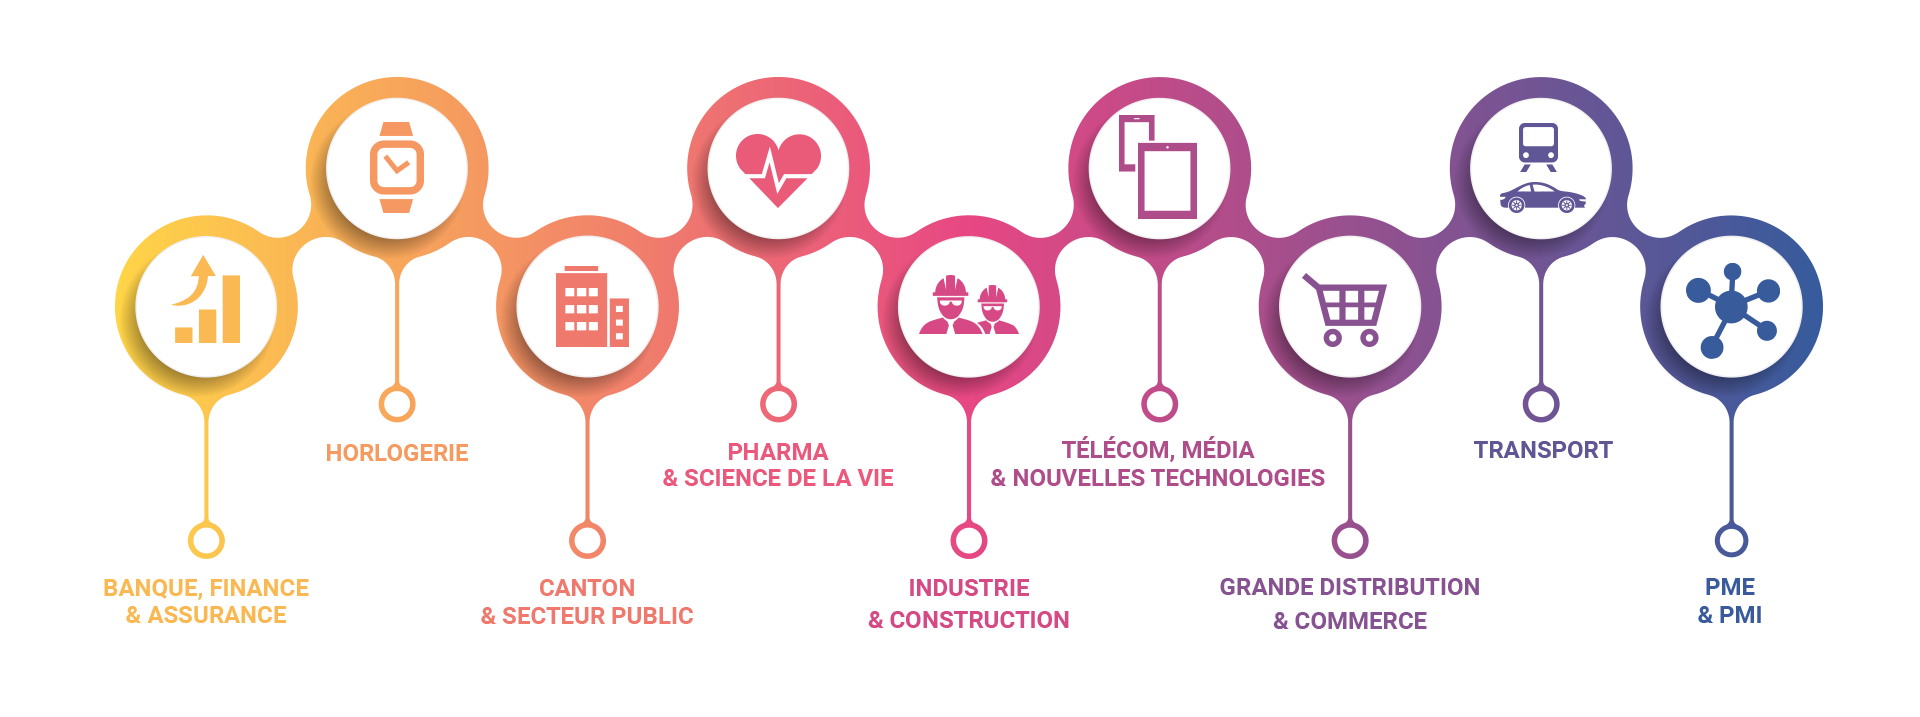 BANQUE, FINANCE
& ASSURANCE
HORLOGERIE
CANTON
& SECTEUR PUBLIC
PHARMA
& SCIENCE DE LA VIE
INDUSTRIE
& CONSTRUCTION
TÉLÉCOM, MÉDIA
& NOUVELLES TECHNOLOGIES
GRANDE DISTRIBUTION
& COMMERCE
TRANSPORT
PME
& PMI